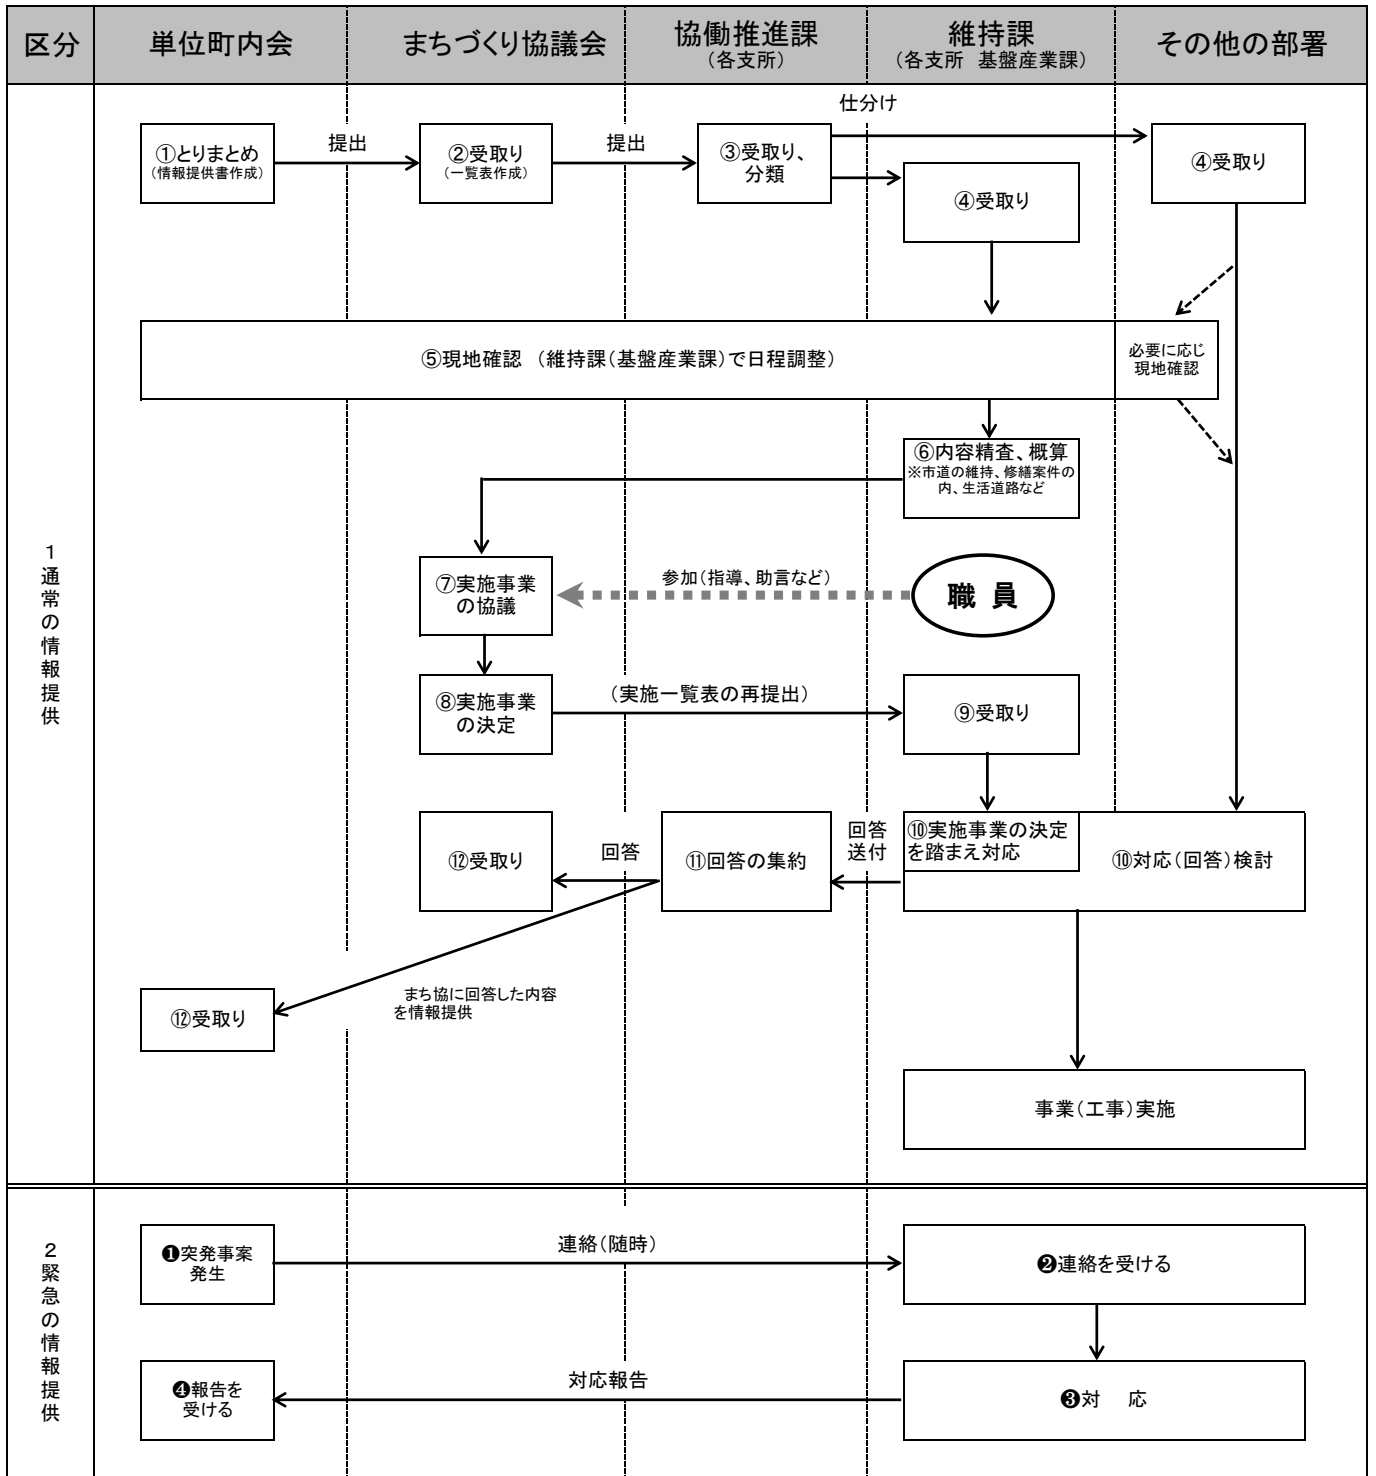 区分
単位町内会
まちづくり協議会
協働推進課
（各支所）
維持課
（各支所　基盤産業課）
その他の部署
1通常の情報提供
仕分け
①とりまとめ
（情報提供書作成）
提出
②受取り
（一覧表作成）
提出
③受取り、
分類
④受取り
④受取り
⑤現地確認　（維持課（基盤産業課）で日程調整）
必要に応じ
現地確認
⑥内容精査、概算
※市道の維持、修繕案件の
内、生活道路など
⑦実施事業
の協議
参加（指導、助言など）
職　員
⑧実施事業
の決定
（実施一覧表の再提出）
⑨受取り
⑫受取り
回答
⑪回答の集約
回答
送付
⑩実施事業の決定
を踏まえ対応
⑩対応（回答）検討
まち協に回答した内容
を情報提供
⑫受取り
事業（工事）実施
2緊急の情報提供
❶突発事案
発生
連絡（随時）
❷連絡を受ける
❹報告を
受ける
対応報告
❸対　応